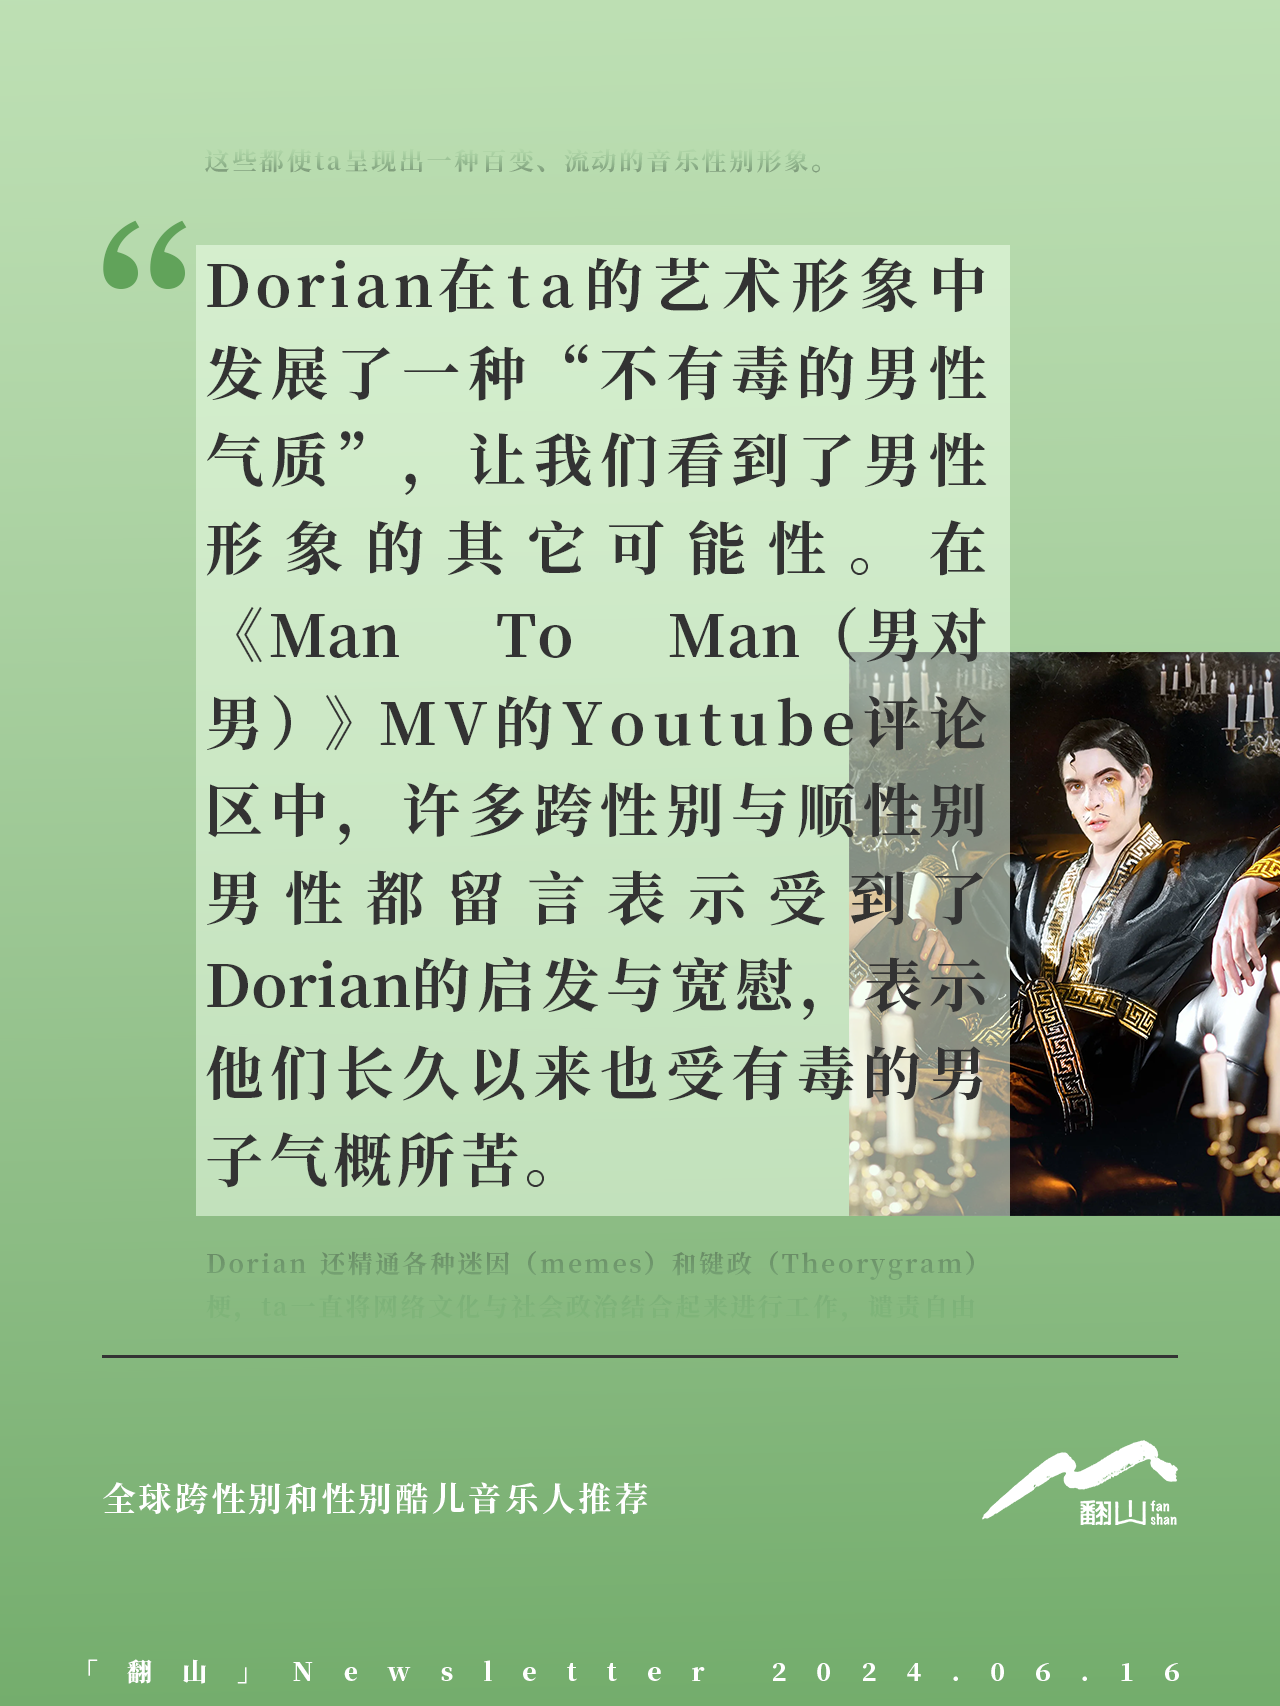 这些都使ta呈现出一种百变、流动的音乐性别形象。
“
Dorian在ta的艺术形象中
发展了一种“不有毒的男性
气质”，让我们看到了男性
形象的其它可能性。在
《Man To Man（男对
男）》MV的Youtube评论
区中，许多跨性别与顺性别
男性都留言表示受到了
Dorian的启发与宽慰，表示
他们长久以来也受有毒的男
子气概所苦。
Dorian 还精通各种迷因（memes）和键政（Theorygram）
梗，ta一直将网络文化与社会政治结合起来进行工作，谴责自由
全球跨性别和性别酷儿音乐人推荐
翻山 fan shan
「翻山」Newsletter 2024.06.16